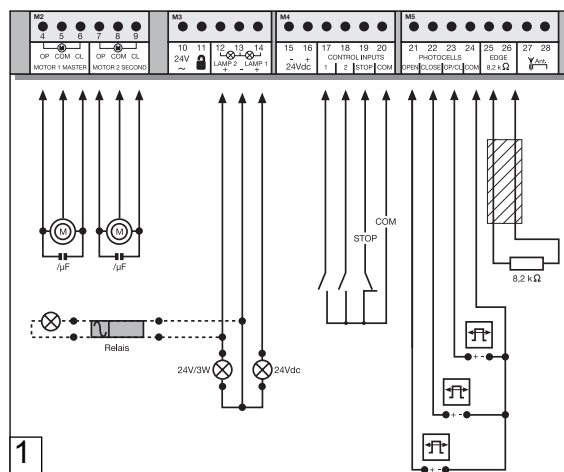 M2 M3 M4 M5
4 5 6 7 8 9 10 11 12 13 14 15 16 17 18 19 20 21 22 23 24 25 26 27 28
OP COM CL OP COM CL
M M
MOTOR 1 MASTER MOTOR 2 SECOND
24V
~
LAMP 2 LAMP 1
+ - +
- +
24Vdc
CONTROL INPUTS
1 2 STOP COM
PHOTOCELLS
OPEN CLOSE OP/CL COM
EDGE
8,2 k Ω
Ant.
M M
/µF /µF
COM
STOP
8,2 k Ω
Relais
24V/3W 24Vdc
+ -
+ -
+ -
1